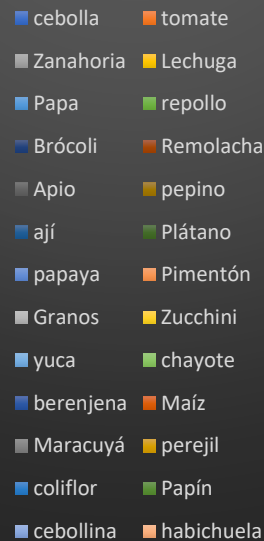 cebolla tomate
Zanahoria Lechuga
Papa repollo
Brócoli Remolacha
Apio pepino
ají Plátano
papaya Pimentón
Granos Zucchini
yuca chayote
berenjena Maíz
Maracuyá perejil
coliflor Papín
cebollina habichuela